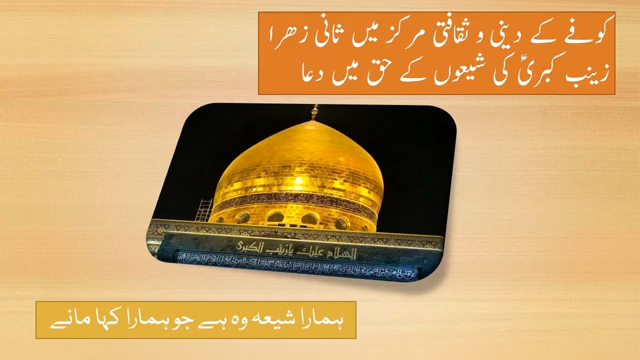 کوفے کے دینی و ثقافتی مرکز میں ثانی زھرا
زینب کبریؑ کی شیعوں کے حق میں دعا
السلام علیک یا زینب الکبری
ہمارا شیعہ وہ ہے جو ہمارا کہا مانے